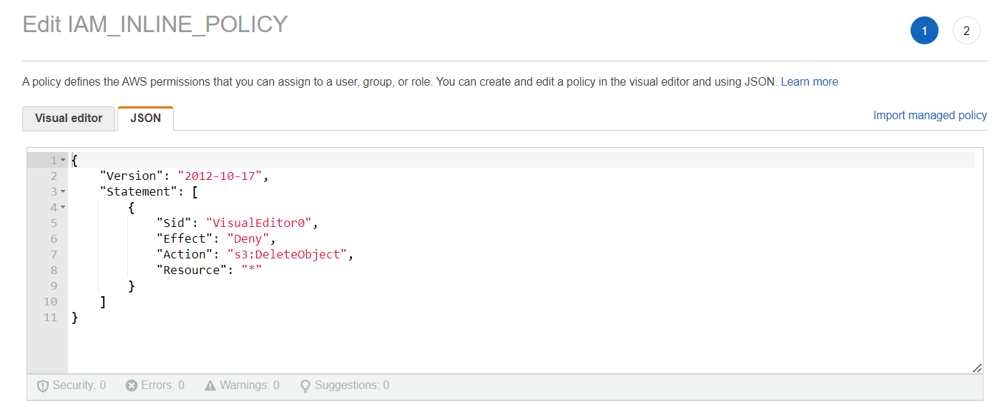 Edit IAM_INLINE_POLICY
1 2
A policy defines the AWS permissions that you can assign to a user, group, or role. You can create and edit a policy in the visual editor and using JSON. Learn more
Visual editor JSON Import managed policy
1 {
2     "Version": "2012-10-17",
3     "Statement": [
4         {
5             "Sid": "VisualEditor0",
6             "Effect": "Deny",
7             "Action": "s3:DeleteObject",
8             "Resource": "*"
9         }
10     ]
11 }
Security: 0 Errors: 0 Warnings: 0 Suggestions: 0